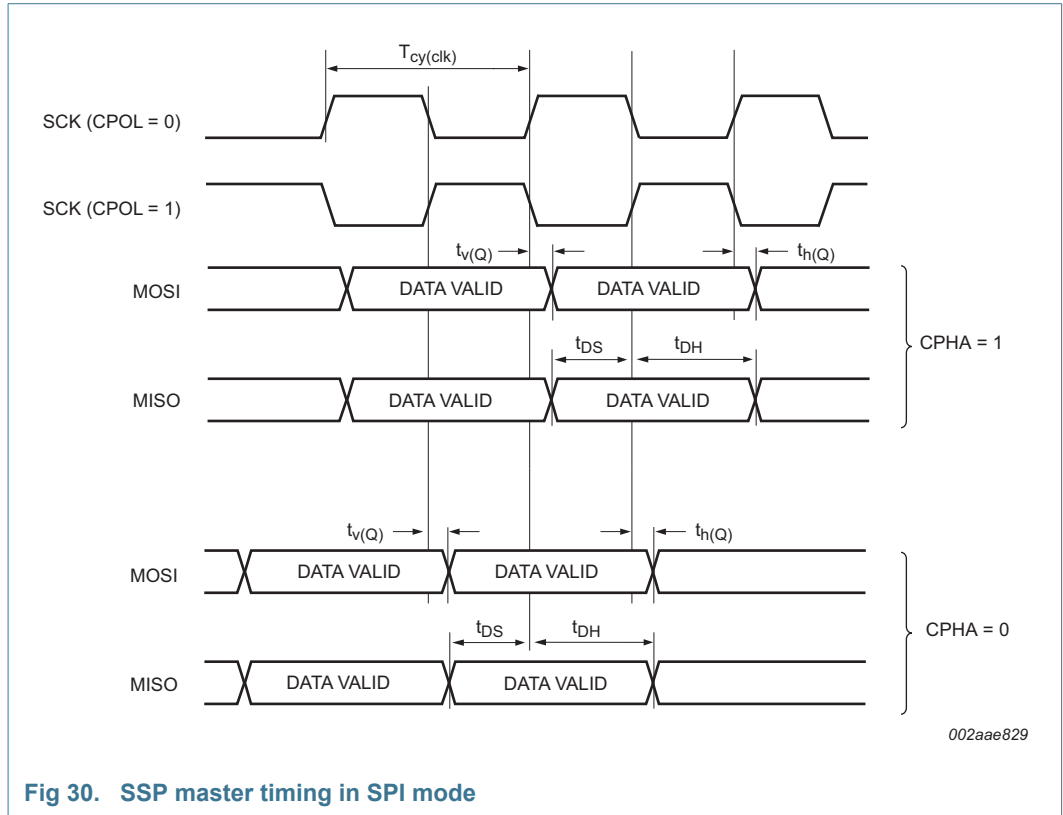 Tcy(clk)
SCK (CPOL = 0)
SCK (CPOL = 1)
tv(Q) th(Q)
MOSI DATA VALID DATA VALID
tDS tDH
CPHA = 1
MISO DATA VALID DATA VALID
tv(Q) th(Q)
MOSI DATA VALID DATA VALID
tDS tDH
CPHA = 0
MISO DATA VALID DATA VALID
002aae829
Fig 30. SSP master timing in SPI mode